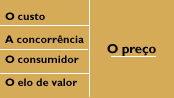 O custo
A concorrência
O consumidor
O elo de valor
O preço